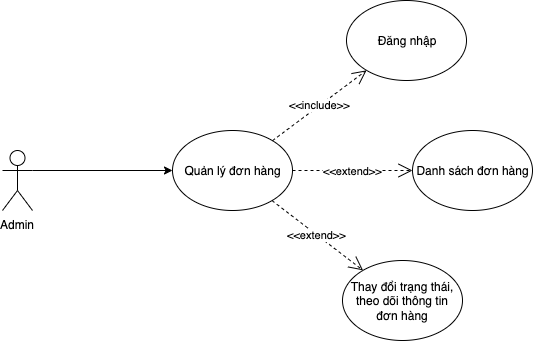 Đăng nhập
<<include>>
Quản lý đơn hàng
<<extend>>
Danh sách đơn hàng
Admin
<<extend>>
Thay đổi trạng thái,
theo dõi thông tin
đơn hàng